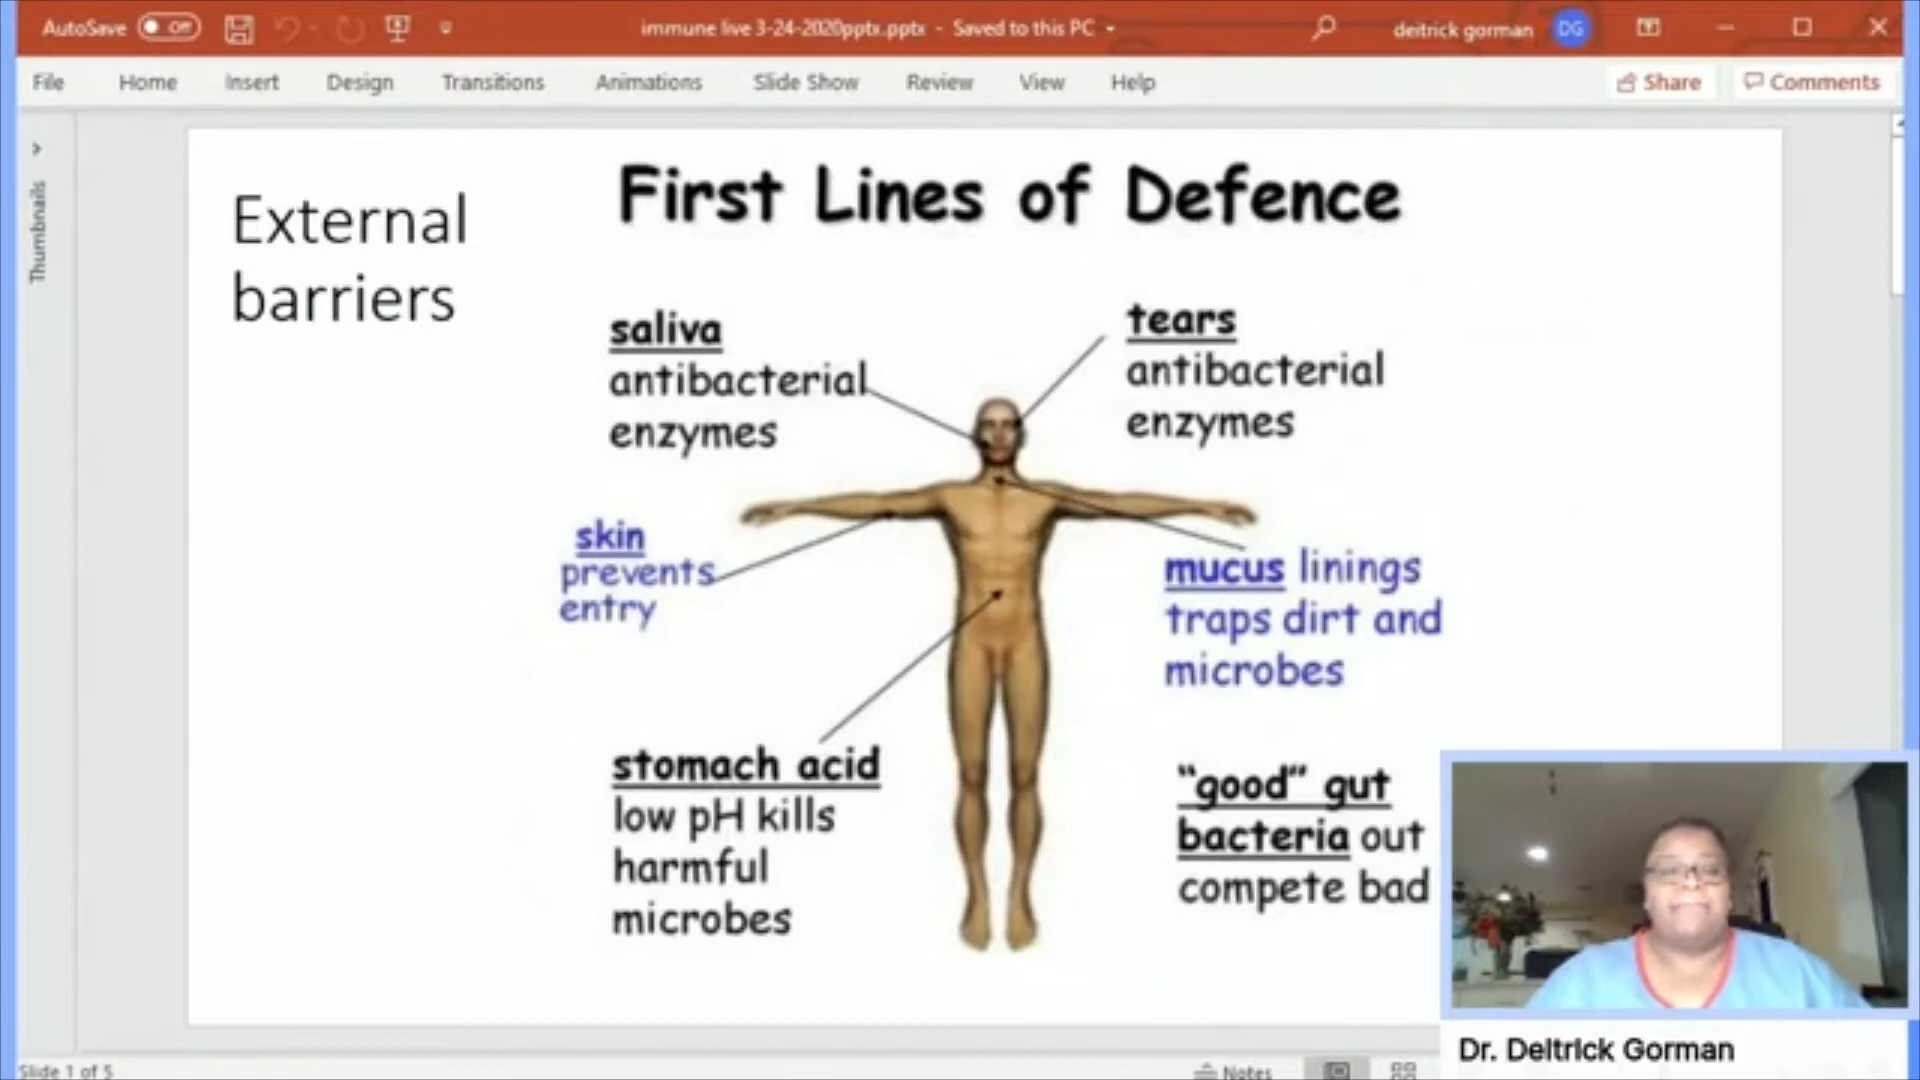 AutoSave Off immune live 3-24-2020pptx.pptx - Saved to this PC deitrick gorman DG
File Home Insert Design Transitions Animations Slide Show Review View Help Share Comments
Thumbnails
External
barriers
First Lines of Defence
saliva
antibacterial
enzymes
tears
antibacterial
enzymes
skin
prevents
entry
mucus linings
traps dirt and
microbes
stomach acid
low pH kills
harmful
microbes
“good” gut
bacteria out
compete bad
Dr. Deitrick Gorman
Slide 1 of 5 Notes